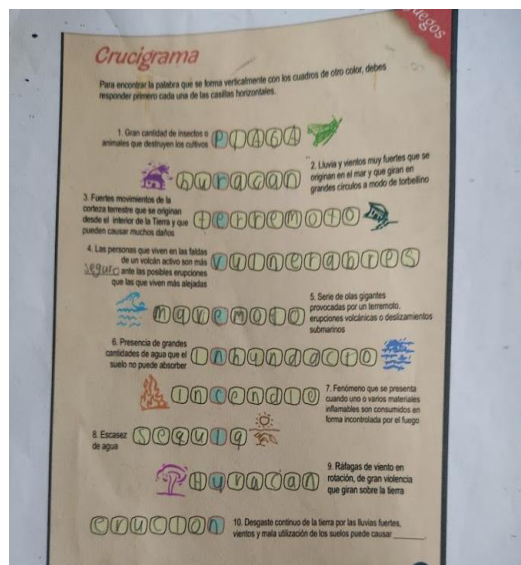 Juegos
Crucigrama
Para encontrar la palabra que se forma verticalmente con los cuadros de otro color, debes
responder primero cada una de las casillas horizontales.
1. Gran cantidad de insectos o
animales que destruyen los cultivos
PLAGA
2. Lluvia y vientos muy fuertes que se
originan en el mar y que giran en
grandes círculos a modo de torbellino
huracan
3. Fuertes movimientos de la
corteza terrestre que se originan
desde el interior de la Tierra y que
pueden causar muchos daños
terremoto
4. Las personas que viven en las faldas
de un volcán activo son más
seguro ante las posibles erupciones
que las que viven más alejadas
vulnerabres
5. Serie de olas gigantes
provocadas por un terremoto,
erupciones volcánicas o deslizamientos
submarinos
maremoto
6. Presencia de grandes
cantidades de agua que el
suelo no puede absorber
Inhundacto
7. Fenómeno que se presenta
cuando uno o varios materiales
inflamables son consumidos en
forma incontrolada por el fuego
Incendio
8. Escasez
de agua
sequia
9. Ráfagas de viento en
rotación, de gran violencia
que giran sobre la tierra
Huracan
10. Desgaste continuo de la tierra por las lluvias fuertes,
vientos y mala utilización de los suelos puede causar
erucion